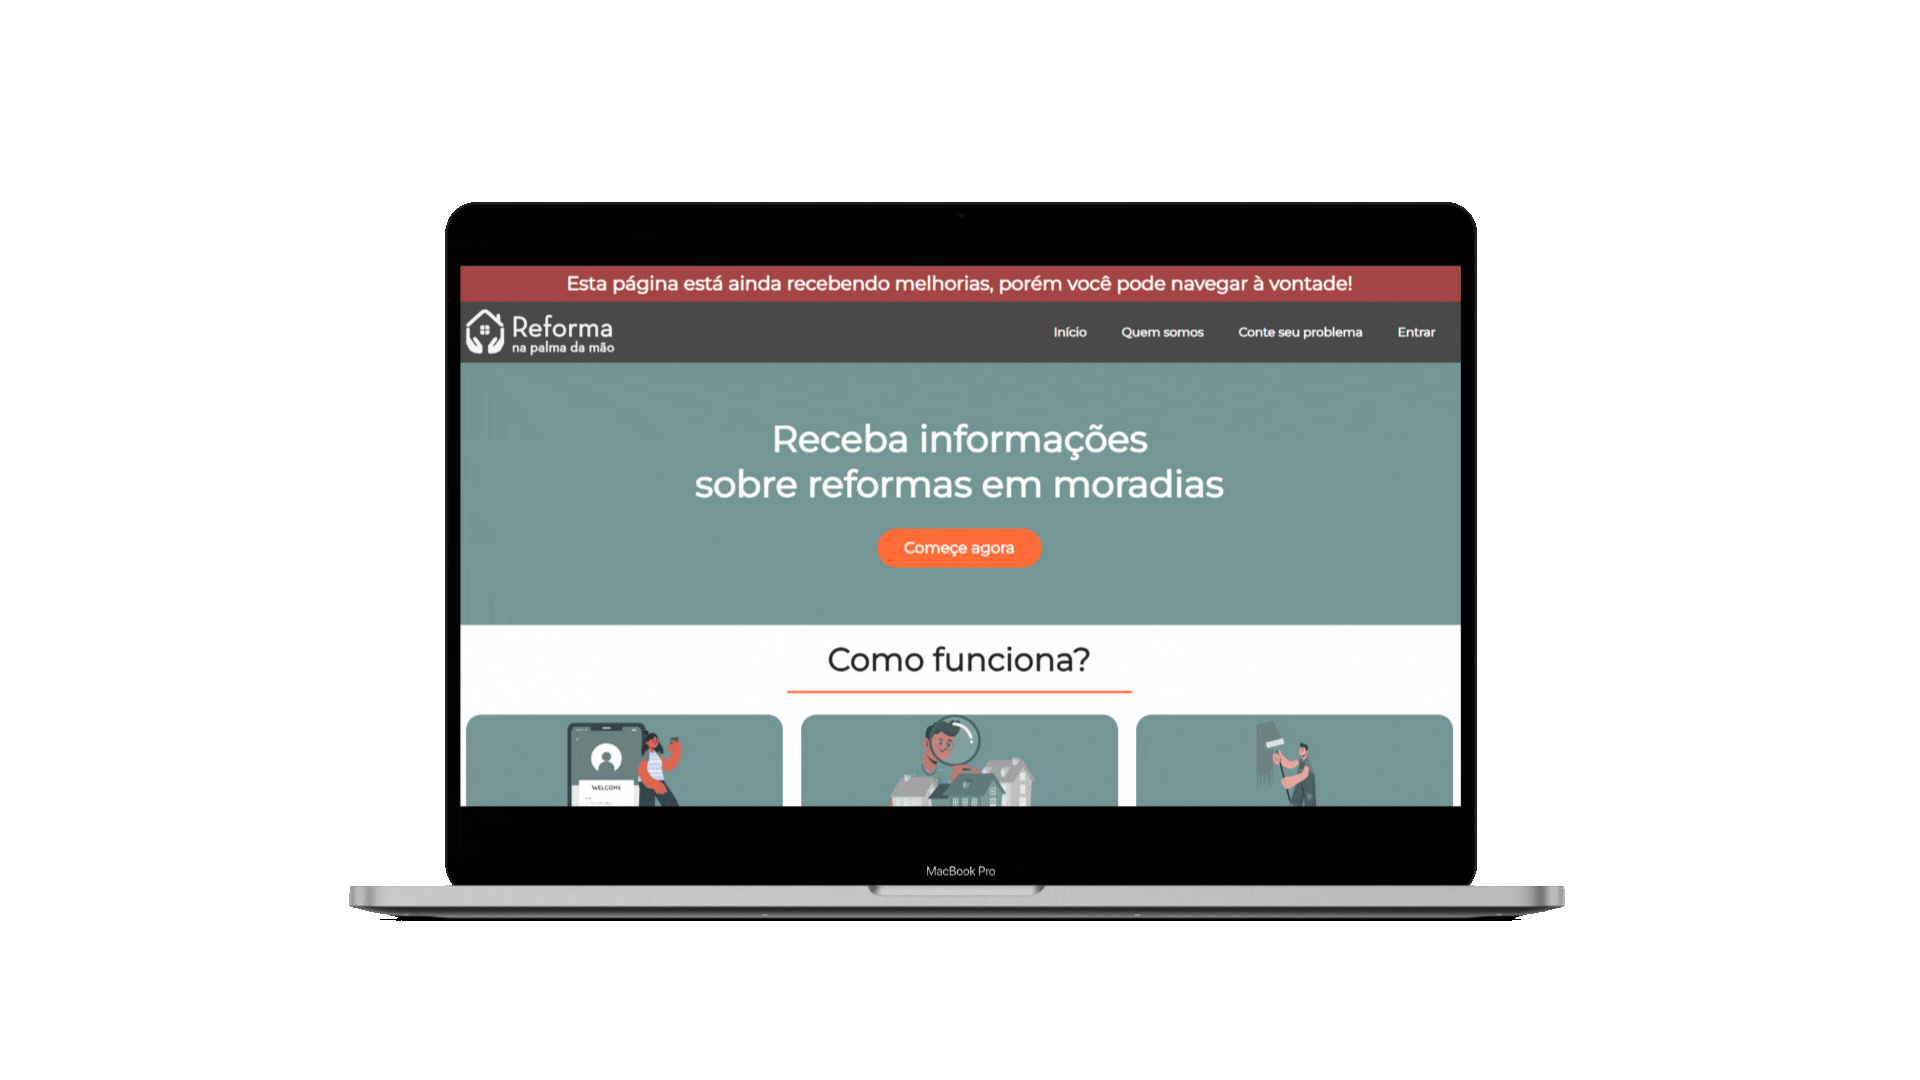 Esta página está ainda recebendo melhorias, porém você pode navegar à vontade!
Reforma
na palma da mão
Início
Quem somos
Conte seu problema
Entrar
Receba informações
sobre reformas em moradias
Começe agora
Como funciona?
WELCOME
MacBook Pro